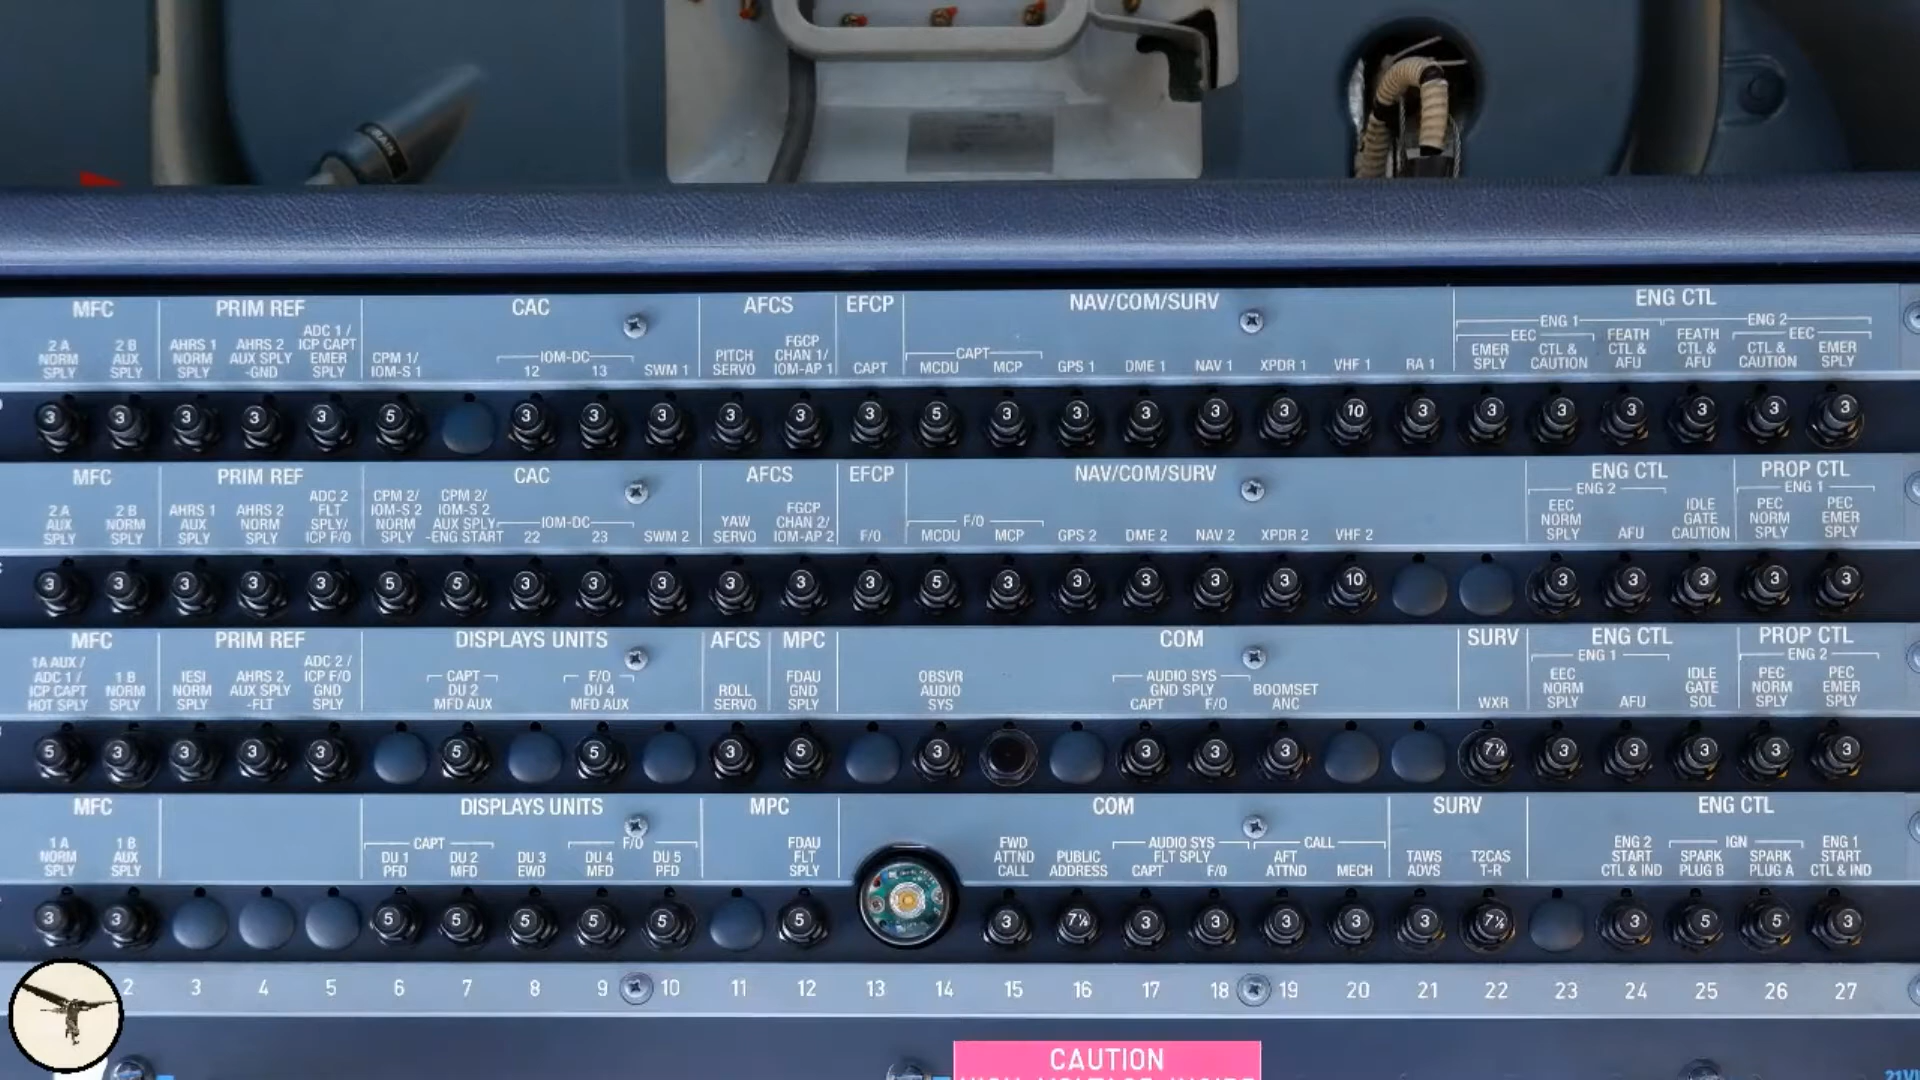 MFC PRIM REF CAC AFCS EFCP NAV/COM/SURV ENG CTL
ENG 1 ENG 2
EEC EEC
2 A NORM SPLY
2 B AUX SPLY
AHRS 1 NORM SPLY
AHRS 2 AUX SPLY -GND
ADC 1 / ICP CAPT EMER SPLY
CPM 1/ IOM-S 1
IOM-DC
12 13
SWM 1
PITCH SERVO
FGCP CHAN 1/ IOM-AP 1
CAPT
CAPT
MCDU MCP
GPS 1
DME 1
NAV 1
XPDR 1
VHF 1
RA 1
EMER SPLY
CTL & CAUTION
FEATH CTL & AFU
FEATH CTL & AFU
CTL & CAUTION
EMER SPLY
3 3 3 3 3 5 3 3 3 3 3 3 5 3 3 3 3 3 10 3 3 3 3 3 3 3
MFC PRIM REF CAC AFCS EFCP NAV/COM/SURV ENG CTL PROP CTL
ENG 2 ENG 1
2 A AUX SPLY
2 B NORM SPLY
AHRS 1 AUX SPLY
AHRS 2 NORM SPLY
ADC 2 FLT SPLY/ ICP F/O
CPM 2/ IOM-S 2 NORM SPLY
CPM 2/ IOM-S 2 AUX SPLY -ENG START
IOM-DC
22 23
SWM 2
YAW SERVO
FGCP CHAN 2/ IOM-AP 2
F/O
F/O
MCDU MCP
GPS 2
DME 2
NAV 2
XPDR 2
VHF 2
EEC NORM SPLY
AFU
IDLE GATE CAUTION
PEC NORM SPLY
PEC EMER SPLY
3 3 3 3 3 5 5 3 3 3 3 3 3 5 3 3 3 3 3 10 3 3 3 3 3
MFC PRIM REF DISPLAYS UNITS AFCS MPC COM SURV ENG CTL PROP CTL
ENG 1 ENG 2
1A AUX / ADC 1 / ICP CAPT HOT SPLY
1 B NORM SPLY
IESI NORM SPLY
AHRS 2 AUX SPLY -FLT
ADC 2 / ICP F/O GND SPLY
CAPT DU 2 MFD AUX
F/O DU 4 MFD AUX
ROLL SERVO
FDAU GND SPLY
OBSVR AUDIO SYS
AUDIO SYS GND SPLY
CAPT F/O
BOOMSET ANC
WXR
EEC NORM SPLY
AFU
IDLE GATE SOL
PEC NORM SPLY
PEC EMER SPLY
5 3 3 3 3 5 5 3 5 3 3 3 3 7½ 3 3 3 3 3
MFC DISPLAYS UNITS MPC COM SURV ENG CTL
1 A NORM SPLY
1 B AUX SPLY
CAPT
DU 1 PFD
DU 2 MFD
DU 3 EWD
F/O
DU 4 MFD
DU 5 PFD
FDAU FLT SPLY
FWD ATTND CALL
PUBLIC ADDRESS
AUDIO SYS FLT SPLY
CAPT F/O
CALL
AFT ATTND
MECH
TAWS ADVS
T2CAS T-R
ENG 2 START CTL & IND
IGN
SPARK PLUG B
SPARK PLUG A
ENG 1 START CTL & IND
3 3 5 5 5 5 5 5 3 7½ 3 3 3 3 3 7½ 3 5 5 3
2 3 4 5 6 7 8 9 10 11 12 13 14 15 16 17 18 19 20 21 22 23 24 25 26 27
CAUTION